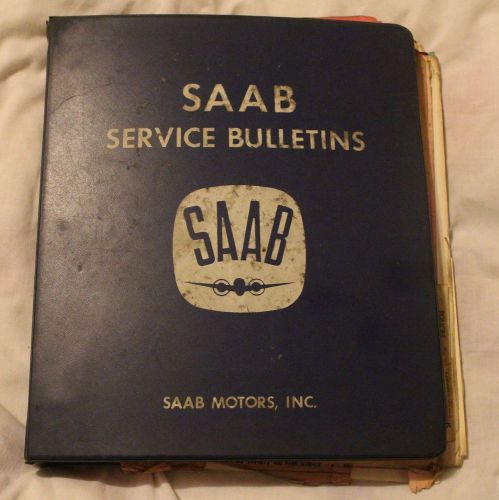 SAAB
SERVICE BULLETINS
SAAB
SAAB MOTORS, INC.